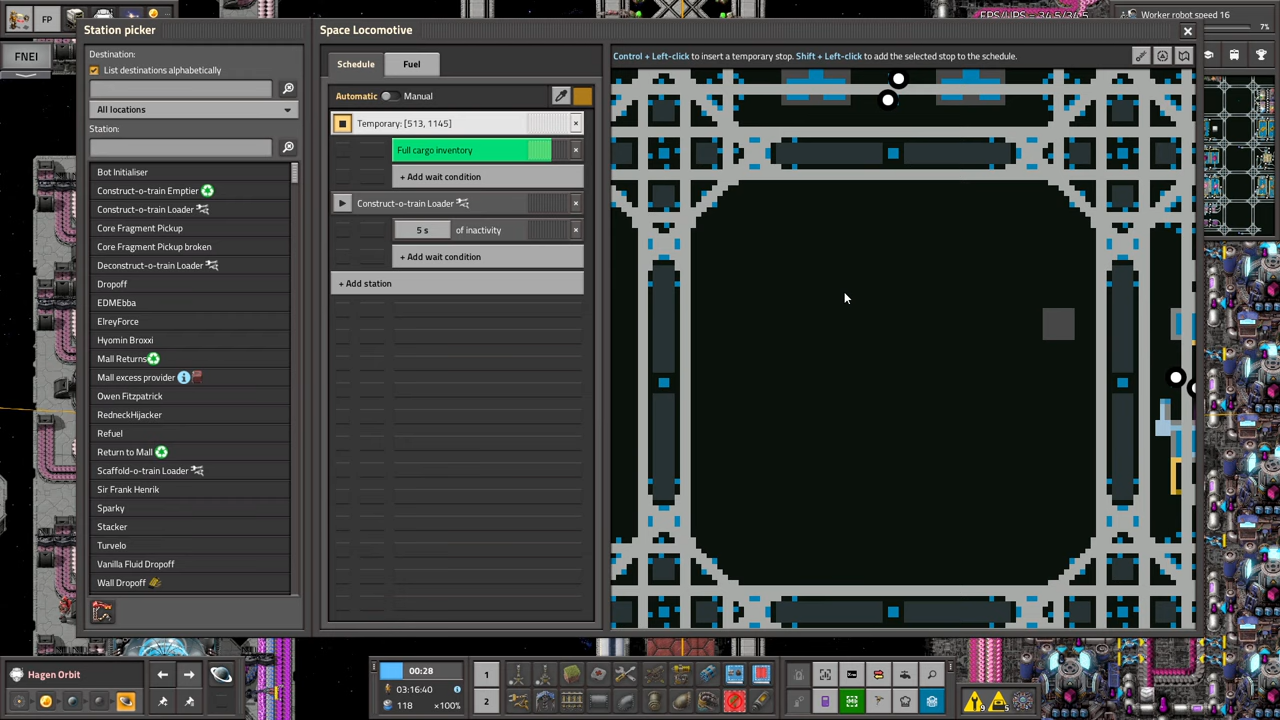 FP
Station picker
Space Locomotive
Worker robot speed 16
7%
FNEI
Destination:
List destinations alphabetically
Control + Left-click to insert a temporary stop. Shift + Left-click to add the selected stop to the schedule.
Schedule
Fuel
All locations
Automatic
Manual
Station:
Temporary: [513, 1145]
Full cargo inventory
+ Add wait condition
Construct-o-train Loader
5 s
of inactivity
+ Add wait condition
+ Add station
Bot Initialiser
Construct-o-train Emptier
Construct-o-train Loader
Core Fragment Pickup
Core Fragment Pickup broken
Deconstruct-o-train Loader
Dropoff
EDMEbba
ElreyForce
Hyomin Broxxi
Mall Returns
Mall excess provider
Owen Fitzpatrick
RedneckHijacker
Refuel
Return to Mall
Scaffold-o-train Loader
Sir Frank Henrik
Sparky
Stacker
Turvelo
Vanilla Fluid Dropoff
Wall Dropoff
Hagen Orbit
00:28
03:16:40
118
×100%
2